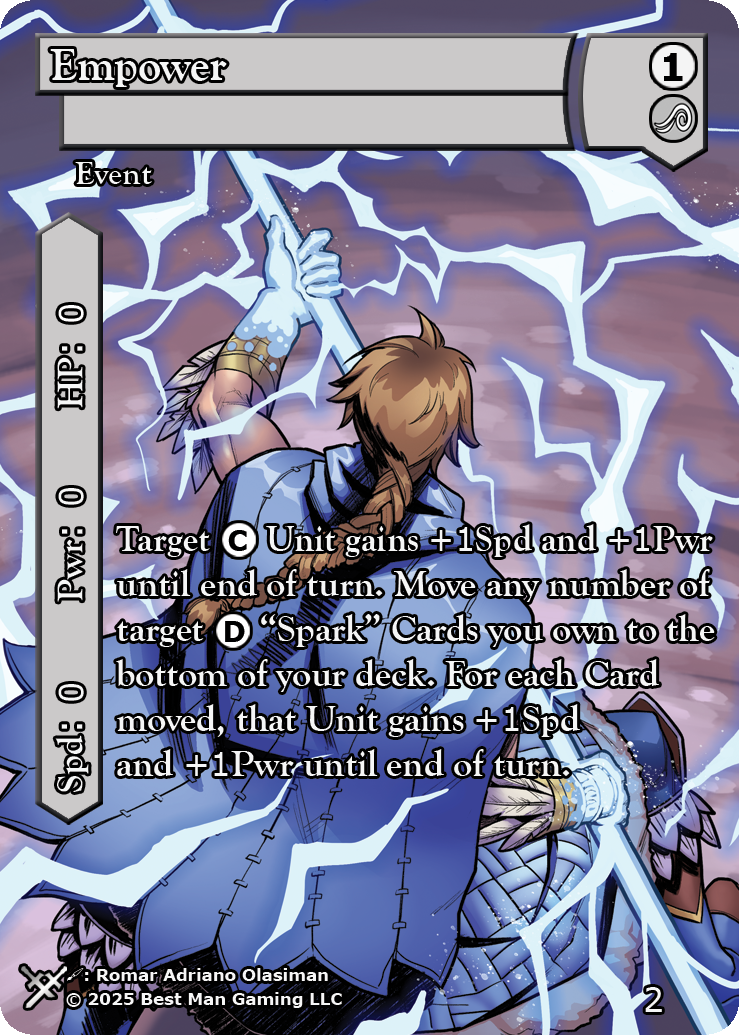 Empower
1
Event
HP: 0
Pwr: 0
Spd: 0
Target C Unit gains +1Spd and +1Pwr
until end of turn. Move any number of
target D “Spark” Cards you own to the
bottom of your deck. For each Card
moved, that Unit gains +1Spd
and +1Pwr until end of turn.
: Romar Adriano Olasiman
© 2025 Best Man Gaming LLC
2